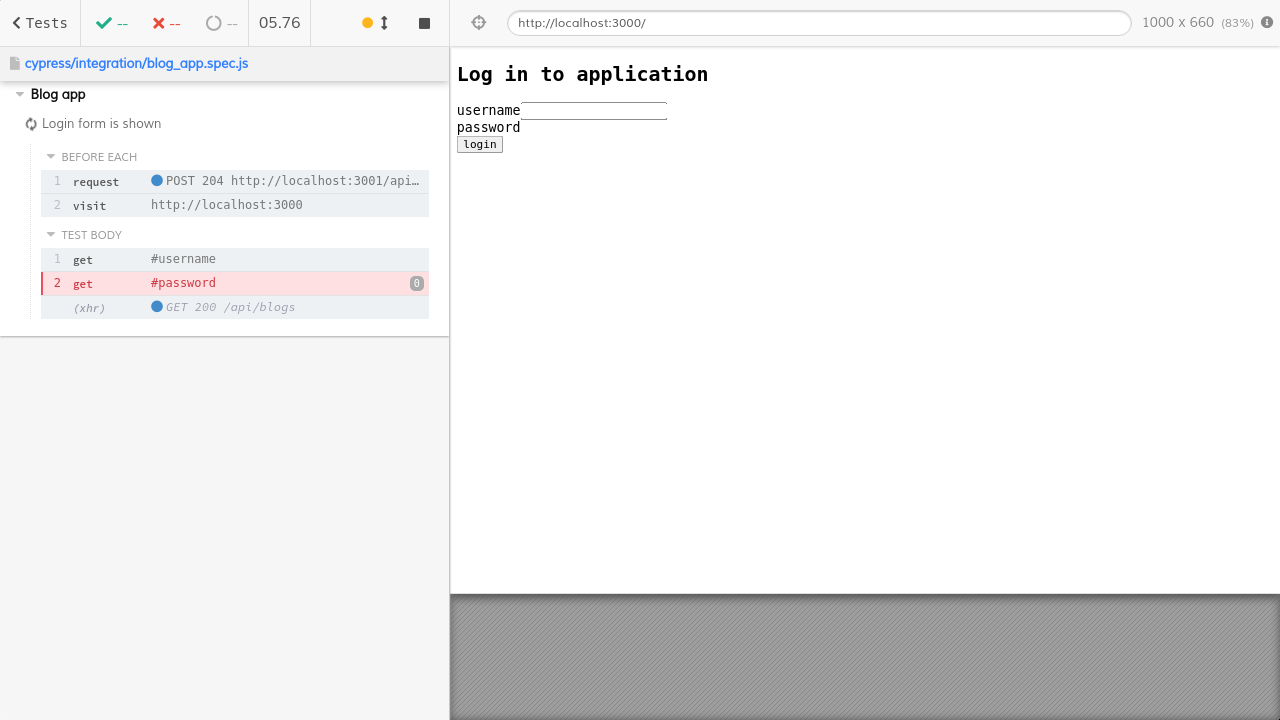 Tests -- -- -- 05.76
cypress/integration/blog_app.spec.js
Blog app
Login form is shown
BEFORE EACH
1 request POST 204 http://localhost:3001/api…
2 visit http://localhost:3000
TEST BODY
1 get #username
2 get #password 0
(xhr) GET 200 /api/blogs
http://localhost:3000/ 1000 x 660 (83%)
Log in to application
username
password
login